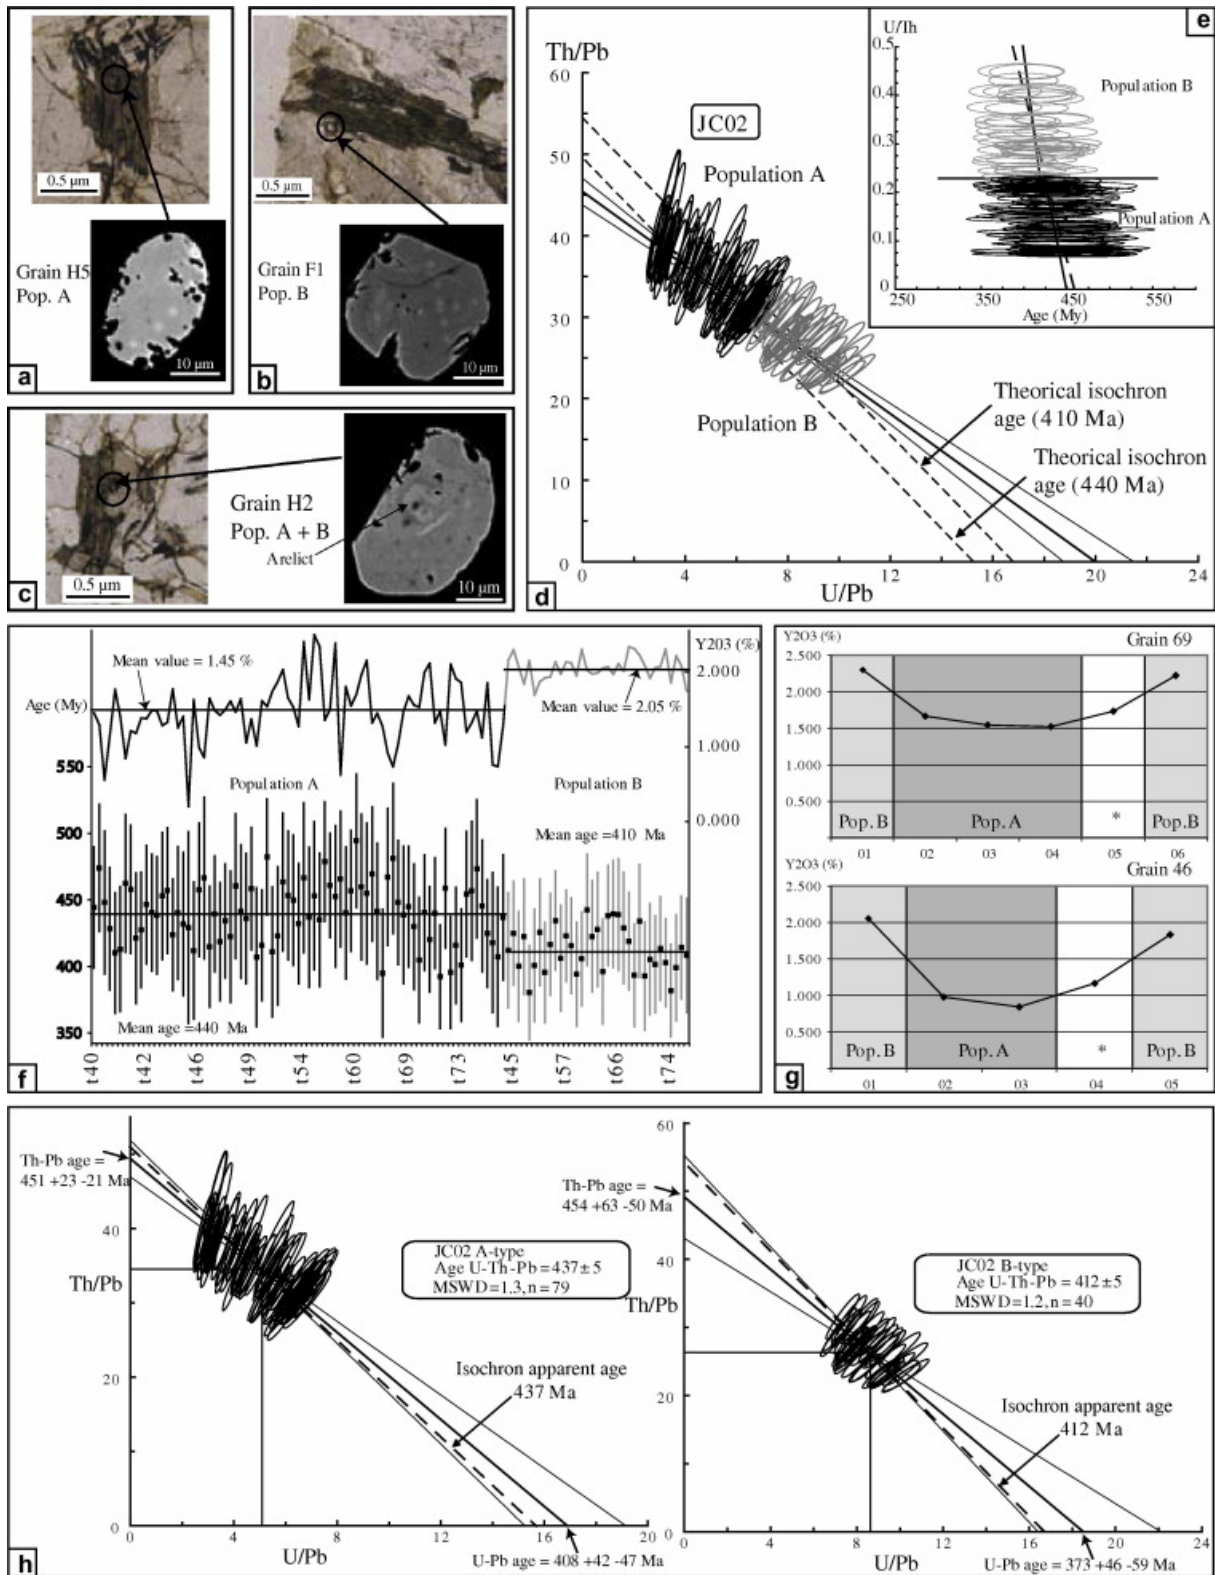 0.5 µm
Grain H5
Pop. A
10 µm
a
0.5 µm
Grain F1
Pop. B
10 µm
b
Grain H2
Pop. A + B
Arelict
0.5 µm
10 µm
c
Th/Pb
60
50
40
30
20
10
0
JC02
Population A
Population B
Theorical isochron
age (410 Ma)
Theorical isochron
age (440 Ma)
0 4 8 12 16 20 24
U/Pb
d
e
U/Th
0.5
0.4
0.3
0.2
0.1
0
Population B
Population A
250 350 450 550
Age (My)
Y2O3 (%)
Mean value = 1.45 %
2.000
Age (My)
Mean value = 2.05 %
1.000
550
Population A
Population B
0.000
500
Mean age =410 Ma
450
400
Mean age =440 Ma
350
t40 t42 t46 t49 t54 t60 t69 t73 t45 t57 t66 t74
f
Y2O3 (%)
Grain 69
2.500
2.000
1.500
1.000
0.500
Pop. B Pop. A * Pop. B
01 02 03 04 05 06
Y2O3 (%)
Grain 46
2.500
2.000
1.500
1.000
0.500
Pop. B Pop. A * Pop. B
01 02 03 04 05
g
Th-Pb age =
451 +23 -21 Ma
40
Th/Pb
20
0
JC02 A-type
Age U-Th-Pb = 437± 5
MSWD = 1.3, n = 79
Isochron apparent age
437 Ma
0 4 8 12 16 20
U/Pb
U-Pb age = 408 +42 -47 Ma
60
Th-Pb age =
454 +63 -50 Ma
40
Th/Pb
20
0
JC02 B-type
Age U-Th-Pb = 412 ± 5
MSWD = 1.2, n = 40
Isochron apparent age
412 Ma
0 4 8 12 16 20 24
U/Pb
U-Pb age = 373 +46 -59 Ma
h